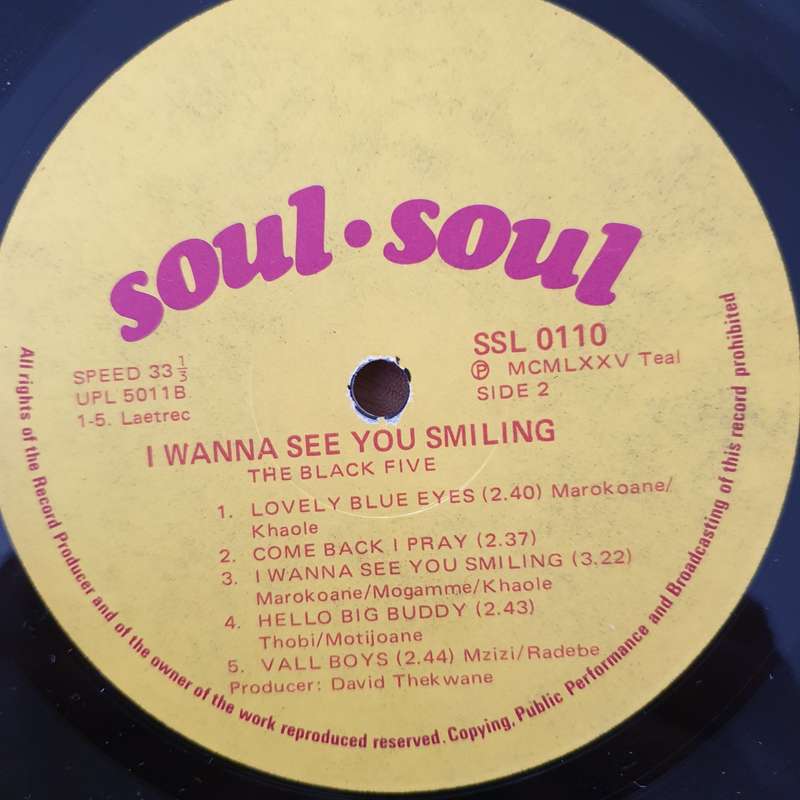 soul • soul
SPEED 33 1/3
UPL 5011B
1-5. Laetrec
SSL 0110
Ⓟ MCMLXXV Teal
SIDE 2
I WANNA SEE YOU SMILING
THE BLACK FIVE
1. LOVELY BLUE EYES (2.40) Marokoane/
Khaole
2. COME BACK I PRAY (2.37)
3. I WANNA SEE YOU SMILING (3.22)
Marokoane/Mogamme/Khaole
4. HELLO BIG BUDDY (2.43)
Thobi/Motijoane
5. VALL BOYS (2.44) Mzizi/Radebe
Producer: David Thekwane
All rights of the Record Producer and of the owner of the work reproduced reserved. Copying, Public Performance and Broadcasting of this record prohibited